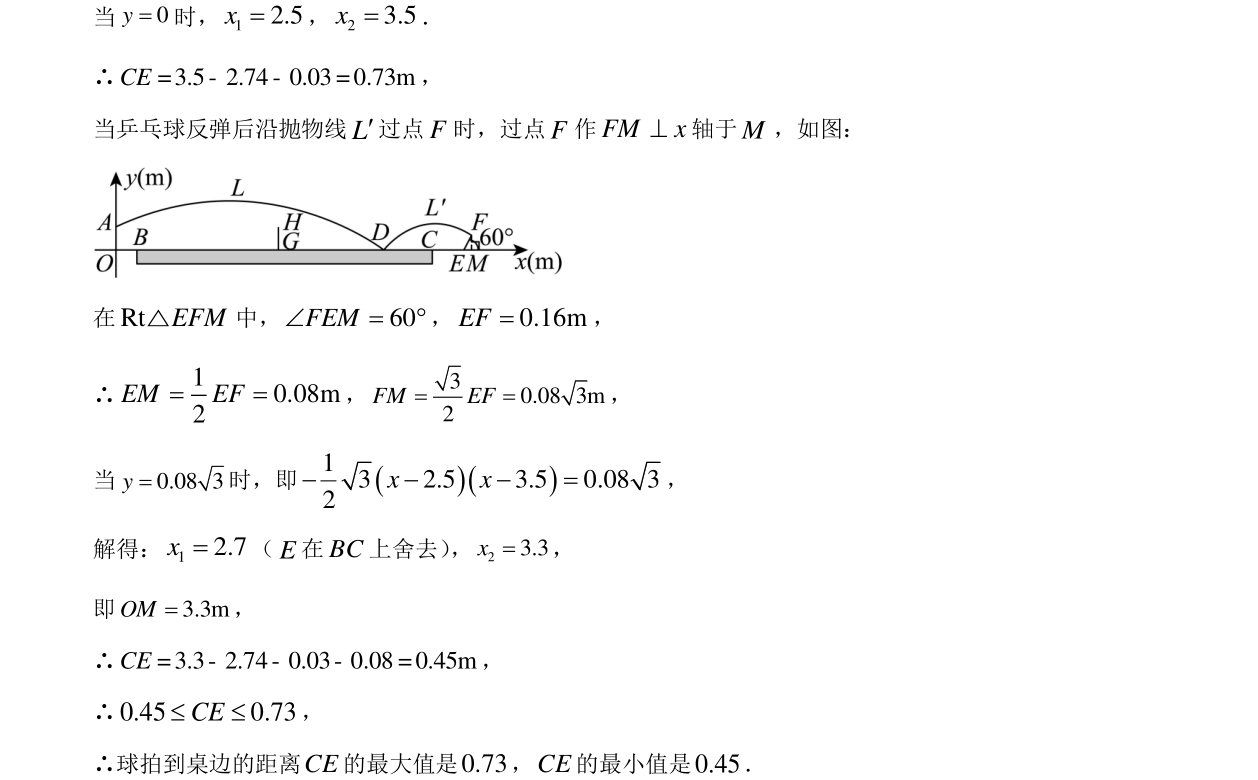 当 y = 0 时，x₁ = 2.5，x₂ = 3.5．
∴ CE = 3.5 - 2.74 - 0.03 = 0.73m，
当乒乓球反弹后沿抛物线 L′ 过点 F 时，过点 F 作 FM ⊥ x 轴于 M ，如图：
y(m)
L
L′
A
H
F
B
G
D
C
60°
O
E M
x(m)
在 Rt△EFM 中，∠FEM = 60°，EF = 0.16m，
∴ EM = 1/2 EF = 0.08m，FM = √3/2 EF = 0.08√3m，
当 y = 0.08√3 时，即 −1/2 √3(x − 2.5)(x − 3.5) = 0.08√3，
解得：x₁ = 2.7（E 在 BC 上舍去），x₂ = 3.3，
即 OM = 3.3m，
∴ CE = 3.3 - 2.74 - 0.03 - 0.08 = 0.45m，
∴ 0.45 ≤ CE ≤ 0.73，
∴球拍到桌边的距离 CE 的最大值是 0.73，CE 的最小值是 0.45．